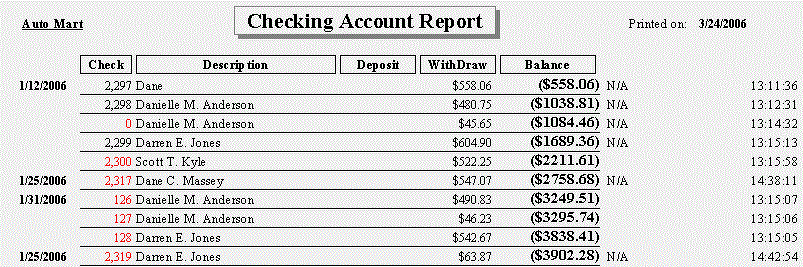 Auto Mart Checking Account Report Printed on: 3/24/2006
Check Description Deposit WithDraw Balance
1/12/2006 2,297 Dane $558.06 ($558.06) N/A 13:11:36
2,298 Danielle M. Anderson $480.75 ($1038.81) N/A 13:12:31
0 Danielle M. Anderson $45.65 ($1084.46) N/A 13:14:32
2,299 Darren E. Jones $604.90 ($1689.36) N/A 13:15:13
2,300 Scott T. Kyle $522.25 ($2211.61) 13:15:58
1/25/2006 2,317 Dane C. Massey $547.07 ($2758.68) N/A 14:38:11
1/31/2006 126 Danielle M. Anderson $490.83 ($3249.51) 13:15:07
127 Danielle M. Anderson $46.23 ($3295.74) 13:15:06
128 Darren E. Jones $542.67 ($3838.41) 13:15:05
1/25/2006 2,319 Darren E. Jones $63.87 ($3902.28) N/A 14:42:54